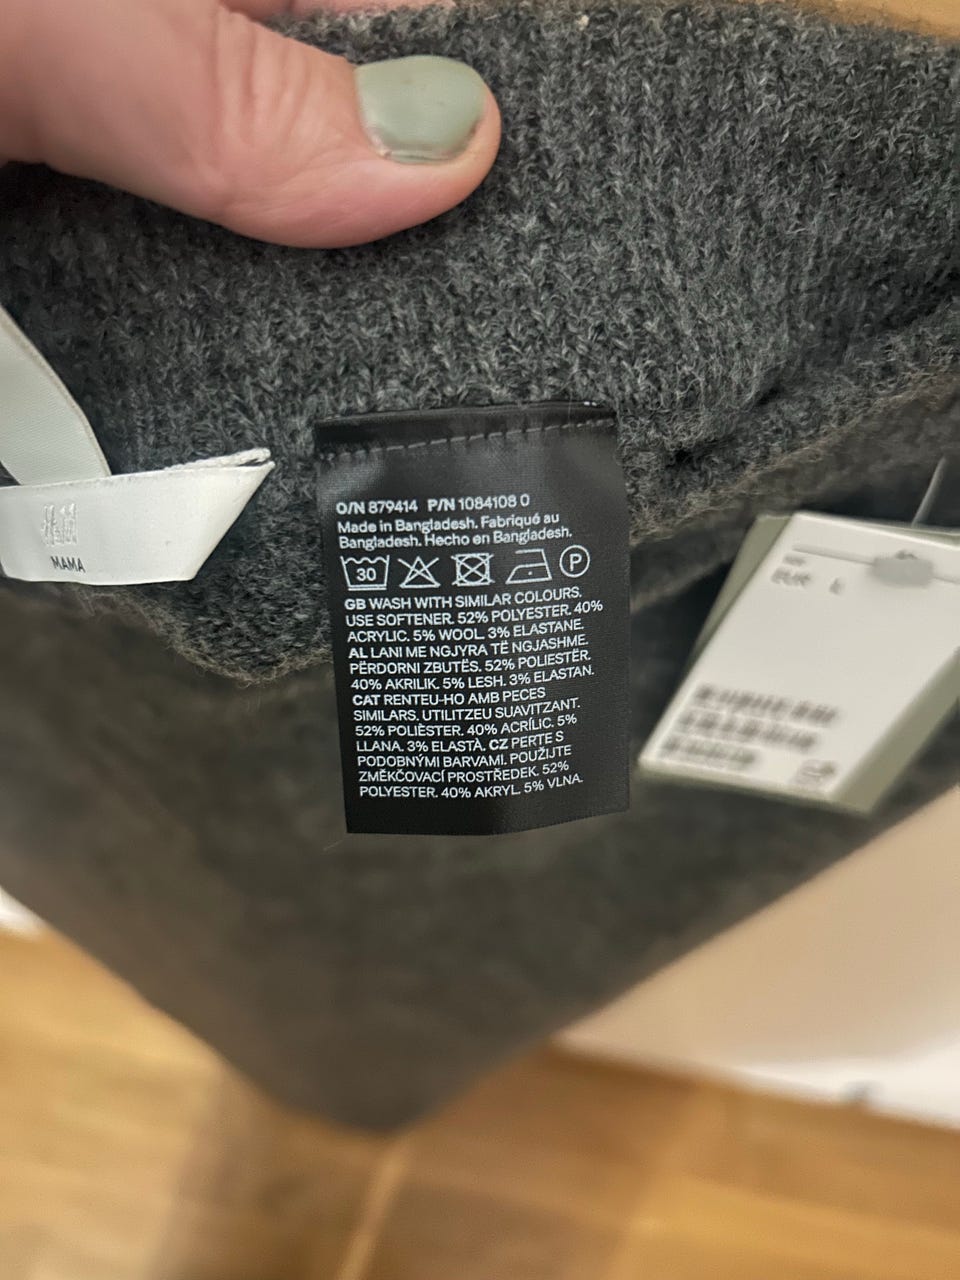 H&M
MAMA
O/N 879414 P/N 1084108 0
Made in Bangladesh. Fabriqué au
Bangladesh. Hecho en Bangladesh.
30
P
GB WASH WITH SIMILAR COLOURS.
USE SOFTENER. 52% POLYESTER. 40%
ACRYLIC. 5% WOOL. 3% ELASTANE.
AL LANI ME NGJYRA TË NGJASHME.
PËRDORNI ZBUTËS. 52% POLIESTËR.
40% AKRILIK. 5% LESH. 3% ELASTAN.
CAT RENTEU-HO AMB PECES
SIMILARS. UTILITZEU SUAVITZANT.
52% POLIÈSTER. 40% ACRÍLIC. 5%
LLANA. 3% ELASTÀ. CZ PERTE S
PODOBNÝMI BARVAMI. POUŽIJTE
ZMĚKČOVACÍ PROSTŘEDEK. 52%
POLYESTER. 40% AKRYL. 5% VLNA.
EUR L